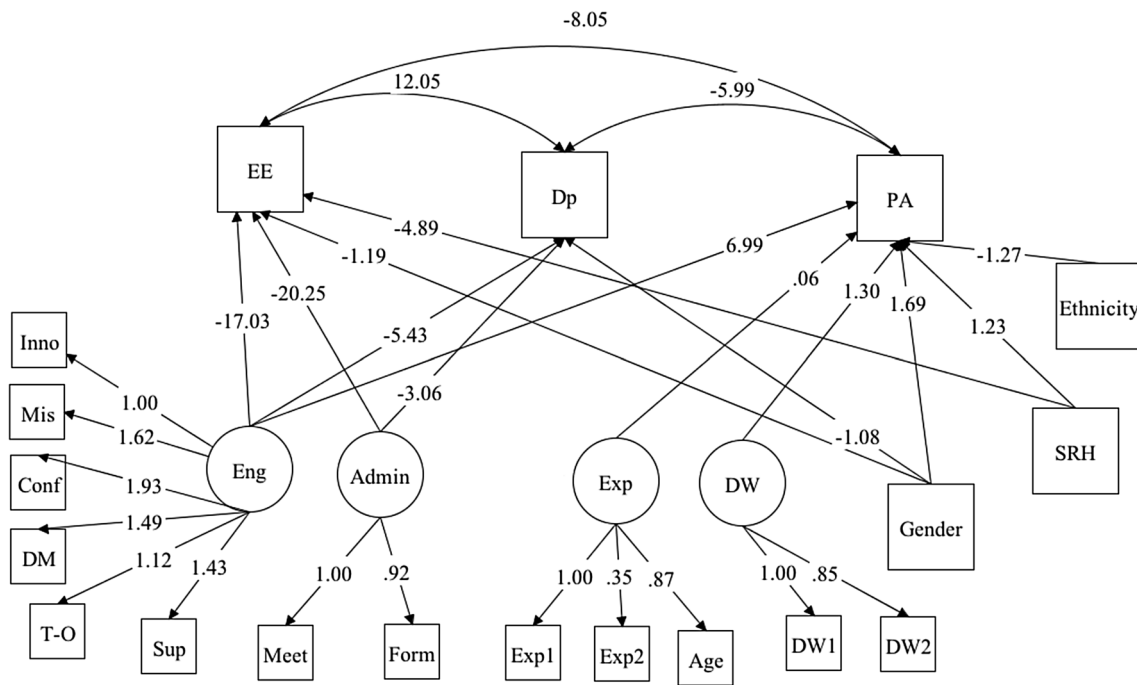 -8.05
12.05
-5.99
EE
Dp
PA
-4.89
6.99
-1.27
-1.19
.06
1.30
Ethnicity
-20.25
1.69
-17.03
1.23
Inno
-5.43
1.00
-3.06
Mis
1.62
-1.08
SRH
Eng
Admin
Exp
DW
Conf
1.93
1.49
Gender
DM
1.12
1.43
1.00
.92
1.00
.35
.87
1.00
.85
T-O
Sup
Meet
Form
Exp1
Exp2
Age
DW1
DW2